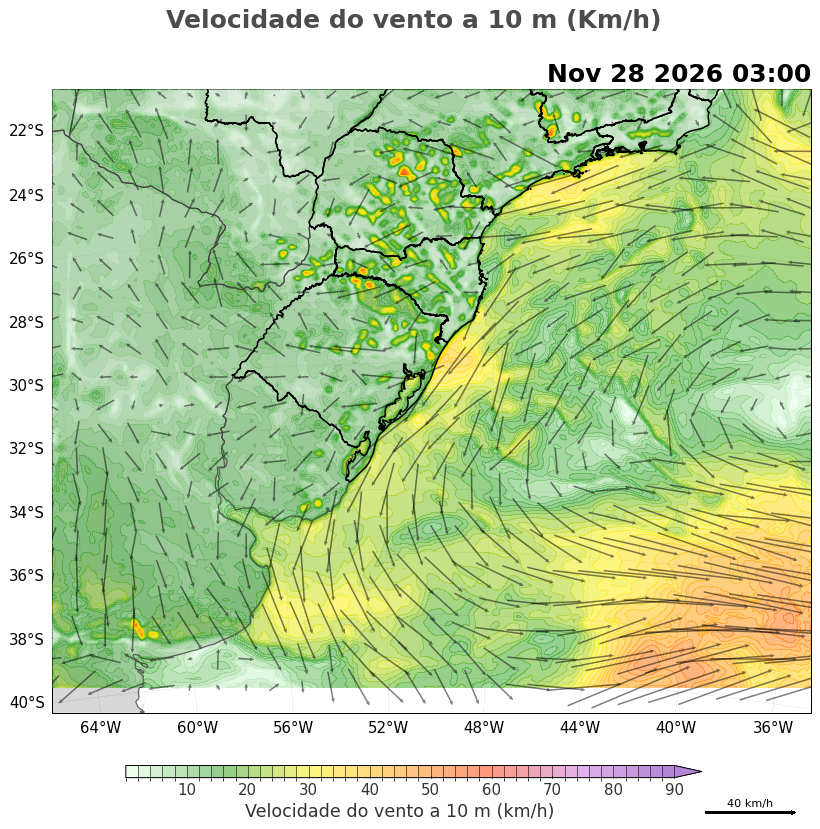 Velocidade do vento a 10 m (Km/h)
Nov 28 2026 03:00
22°S
24°S
26°S
28°S
30°S
32°S
34°S
36°S
38°S
40°S
64°W 60°W 56°W 52°W 48°W 44°W 40°W 36°W
10 20 30 40 50 60 70 80 90
Velocidade do vento a 10 m (km/h)
40 km/h